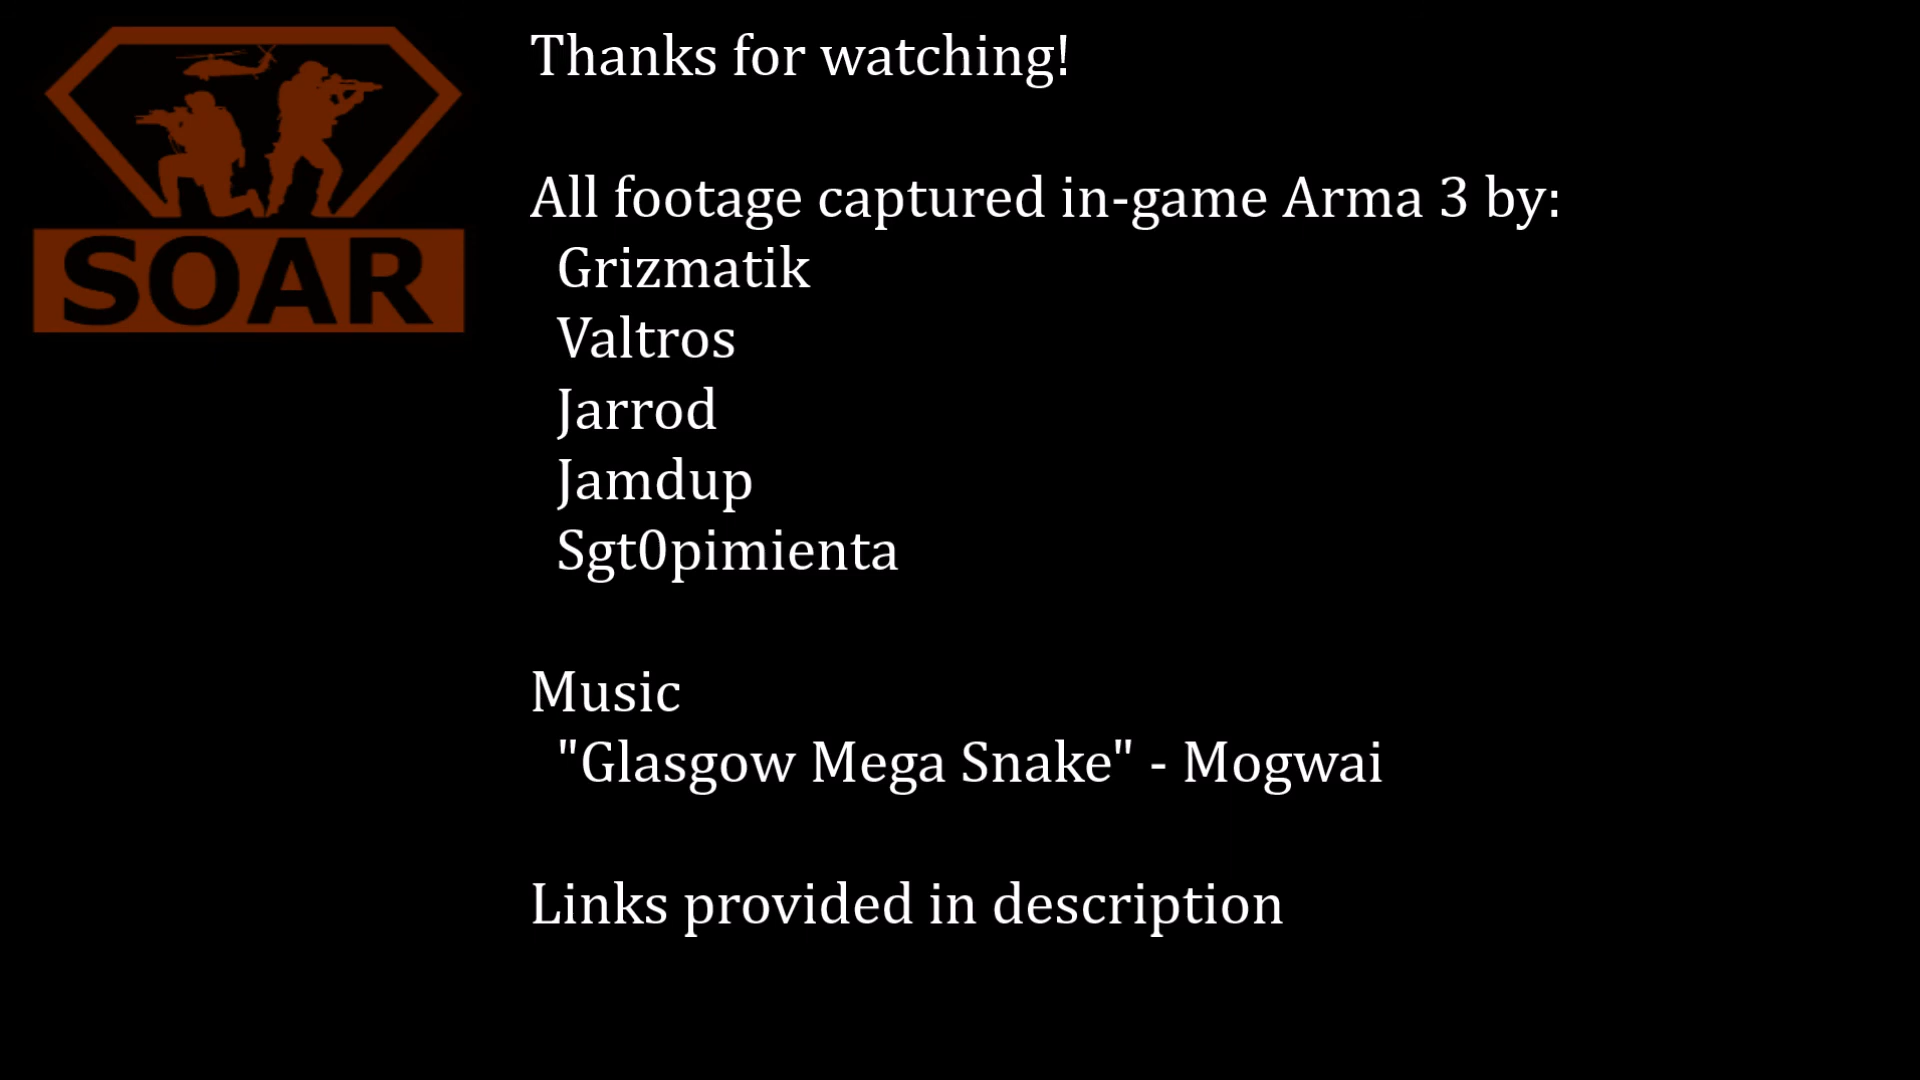 SOAR
Thanks for watching!
All footage captured in-game Arma 3 by:
Grizmatik
Valtros
Jarrod
Jamdup
Sgt0pimienta
Music
"Glasgow Mega Snake" - Mogwai
Links provided in description